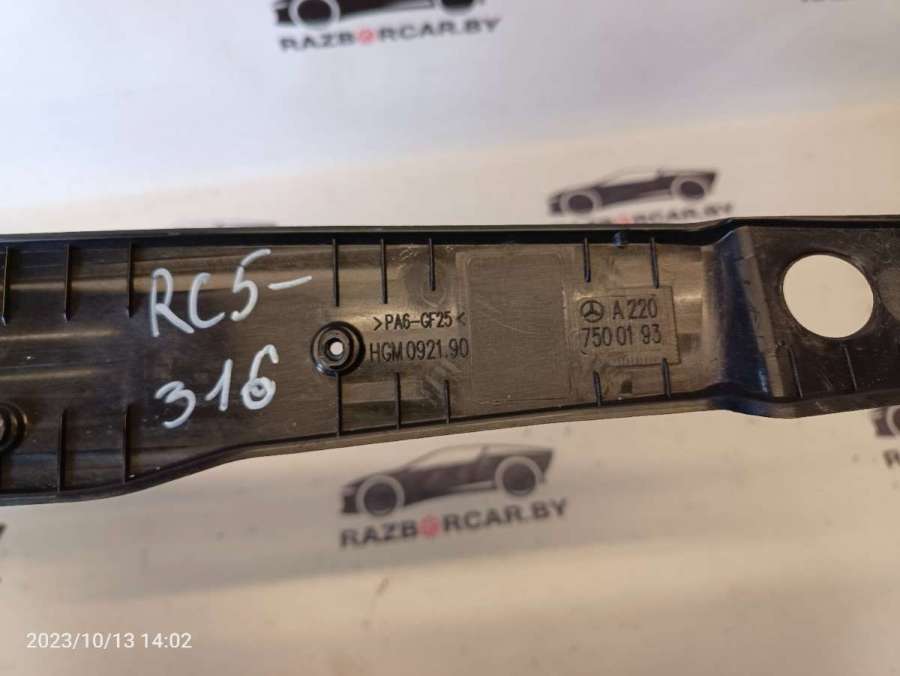 RAZBORCAR.BY
RAZBORCAR.BY
RC5-
316
>PA6-GF25<
HGM 0921.90
A 220
750 01 93
RAZBORCAR.BY
2023/10/13 14:02